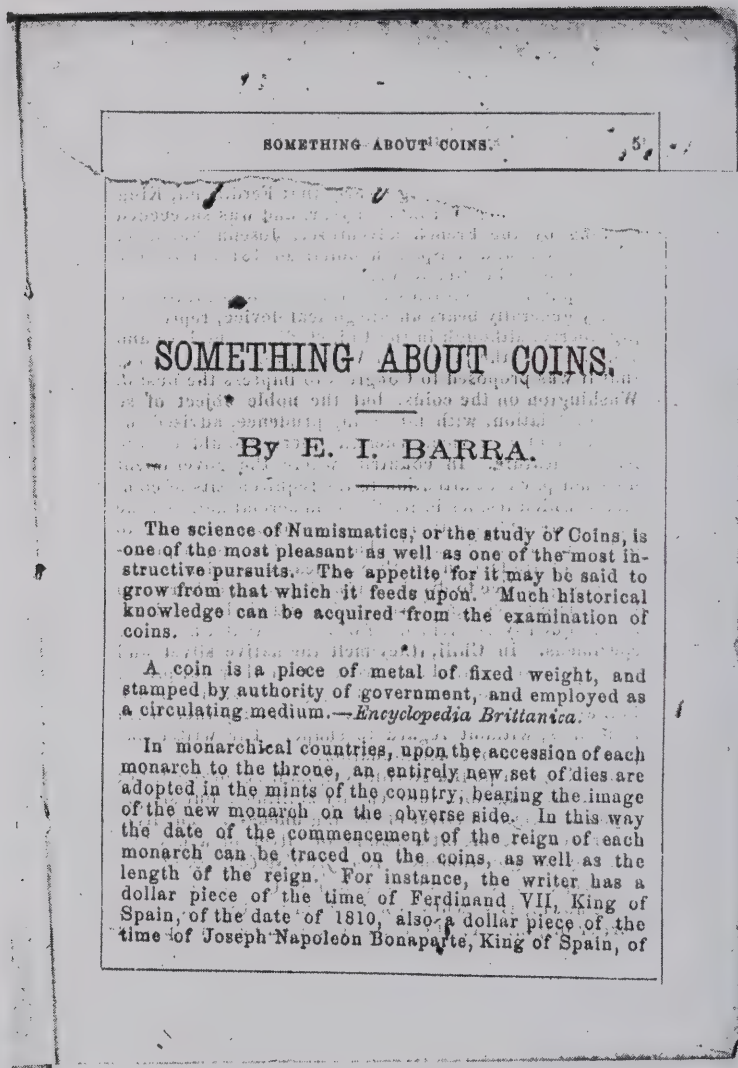 SOMETHING ABOUT COINS. 5
SOMETHING ABOUT COINS.
By E. I. BARRA.
The science of Numismatics, or the study of Coins, is
one of the most pleasant as well as one of the most in-
structive pursuits. The appetite for it may be said to
grow from that which it feeds upon. Much historical
knowledge can be acquired from the examination of
coins.
A coin is a piece of metal of fixed weight, and
stamped by authority of government, and employed as
a circulating medium.—Encyclopedia Brittanica.
In monarchical countries, upon the accession of each
monarch to the throne, an entirely new set of dies are
adopted in the mints of the country, bearing the image
of the new monarch on the obverse side. In this way
the date of the commencement of the reign of each
monarch can be traced on the coins, as well as the
length of the reign. For instance, the writer has a
dollar piece of the time of Ferdinand VII, King of
Spain, of the date of 1810, also a dollar piece of the
time of Joseph Napoleon Bonaparte, King of Spain, of